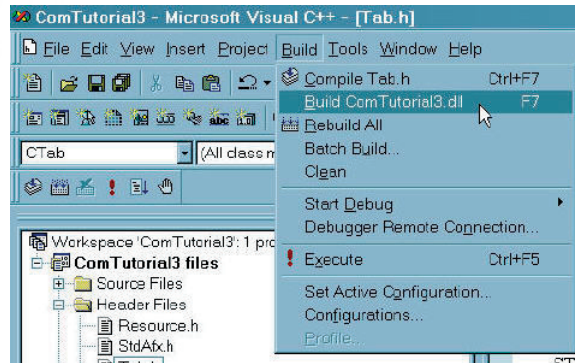 ComTutorial3 - Microsoft Visual C++ - [Tab.h]
File Edit View Insert Project Build Tools Window Help
Compile Tab.h Ctrl+F7
Build ComTutorial3.dll F7
Rebuild All
Batch Build...
Clean
Start Debug
Debugger Remote Connection...
Execute Ctrl+F5
Set Active Configuration...
Configurations...
Profile...
abc
CTab
(All class m
Workspace 'ComTutorial3': 1 pro
ComTutorial3 files
Source Files
Header Files
Resource.h
StdAfx.h